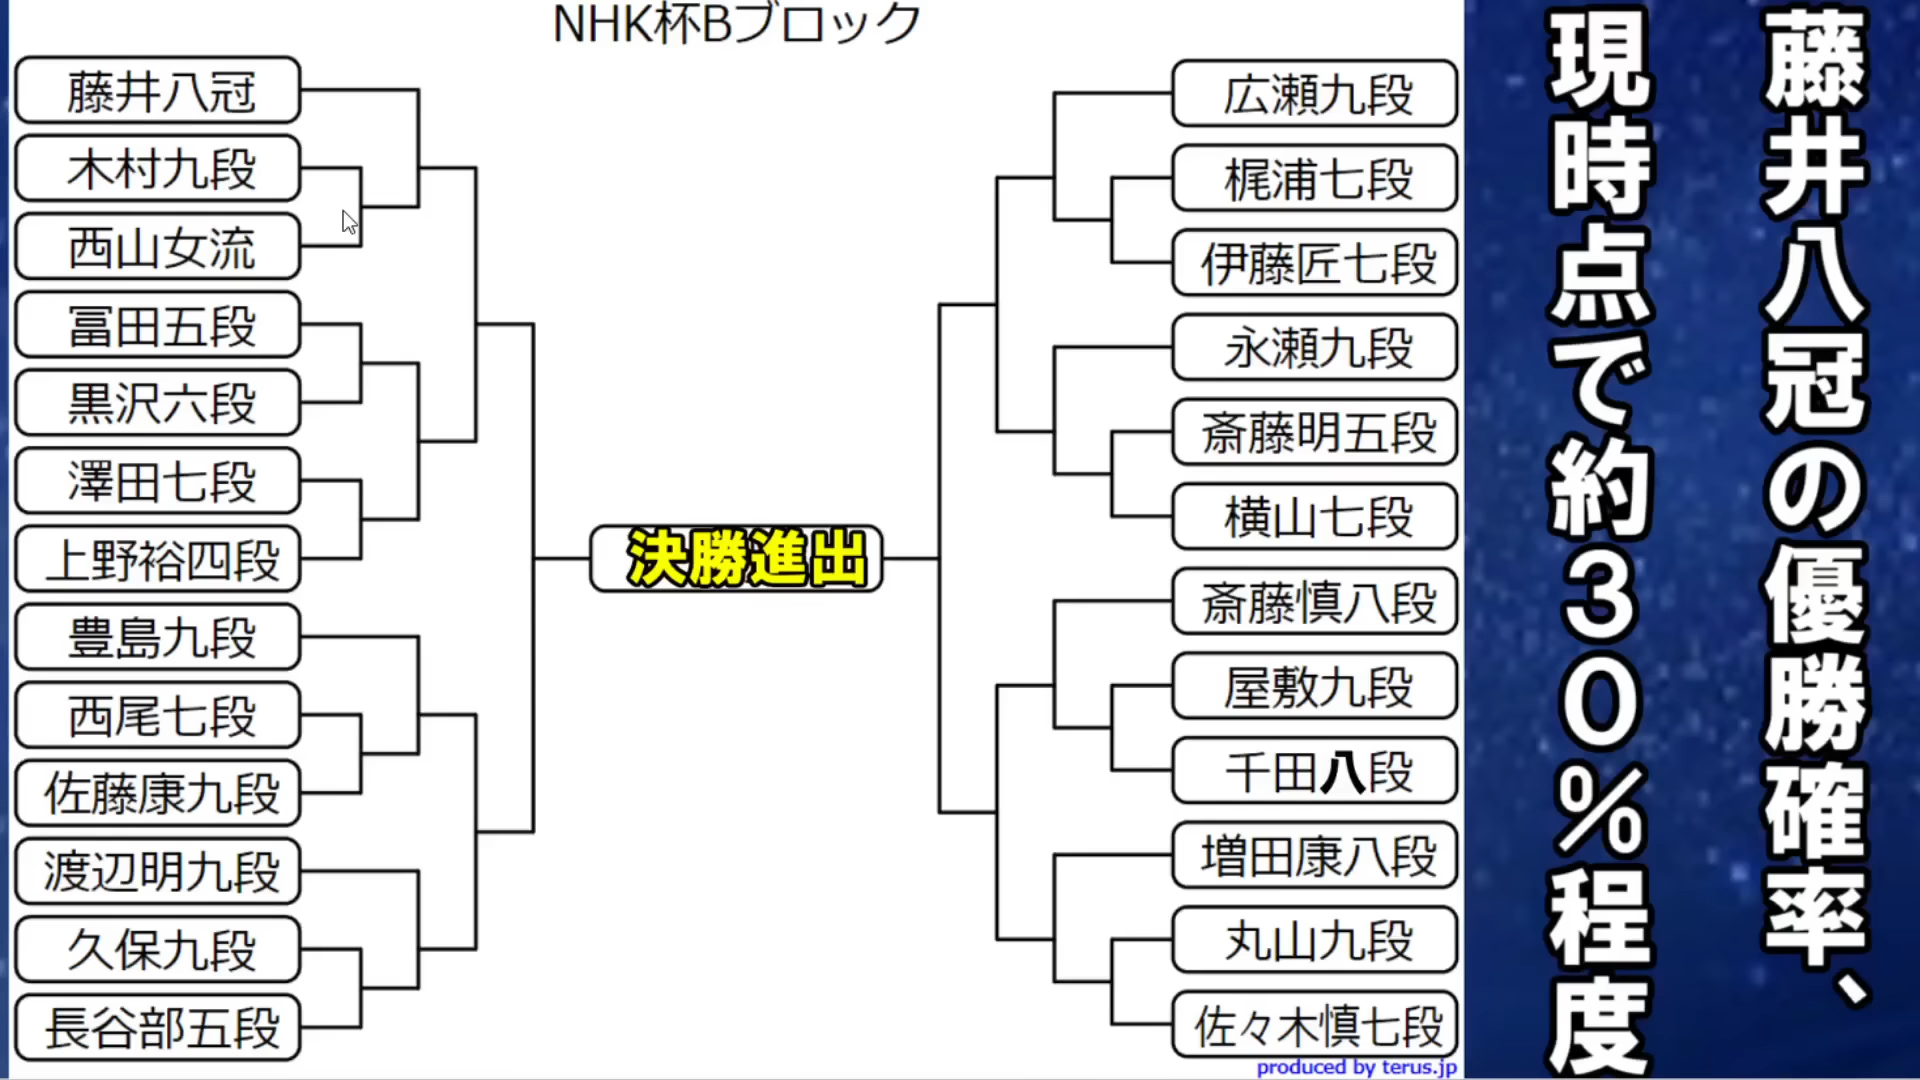 NHK杯Bブロック
藤井八冠
木村九段
西山女流
冨田五段
黒沢六段
澤田七段
上野裕四段
豊島九段
西尾七段
佐藤康九段
渡辺明九段
久保九段
長谷部五段
決勝進出
広瀬九段
梶浦七段
伊藤匠七段
永瀬九段
斎藤明五段
横山七段
斎藤慎八段
屋敷九段
千田八段
増田康八段
丸山九段
佐々木慎七段
produced by terus.jp
藤井八冠の優勝確率、
現時点で約30%程度